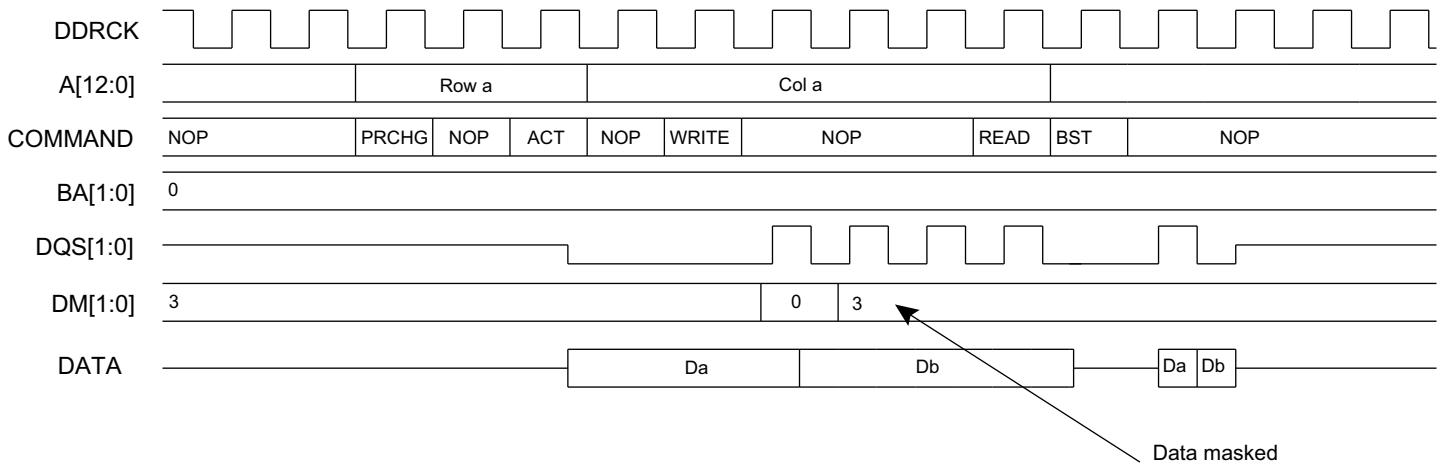 DDRCK
A[12:0] Row a Col a
COMMAND NOP PRCHG NOP ACT NOP WRITE NOP READ BST NOP
BA[1:0] 0
DQS[1:0]
DM[1:0] 3 0 3
DATA Da Db Da Db
Data masked